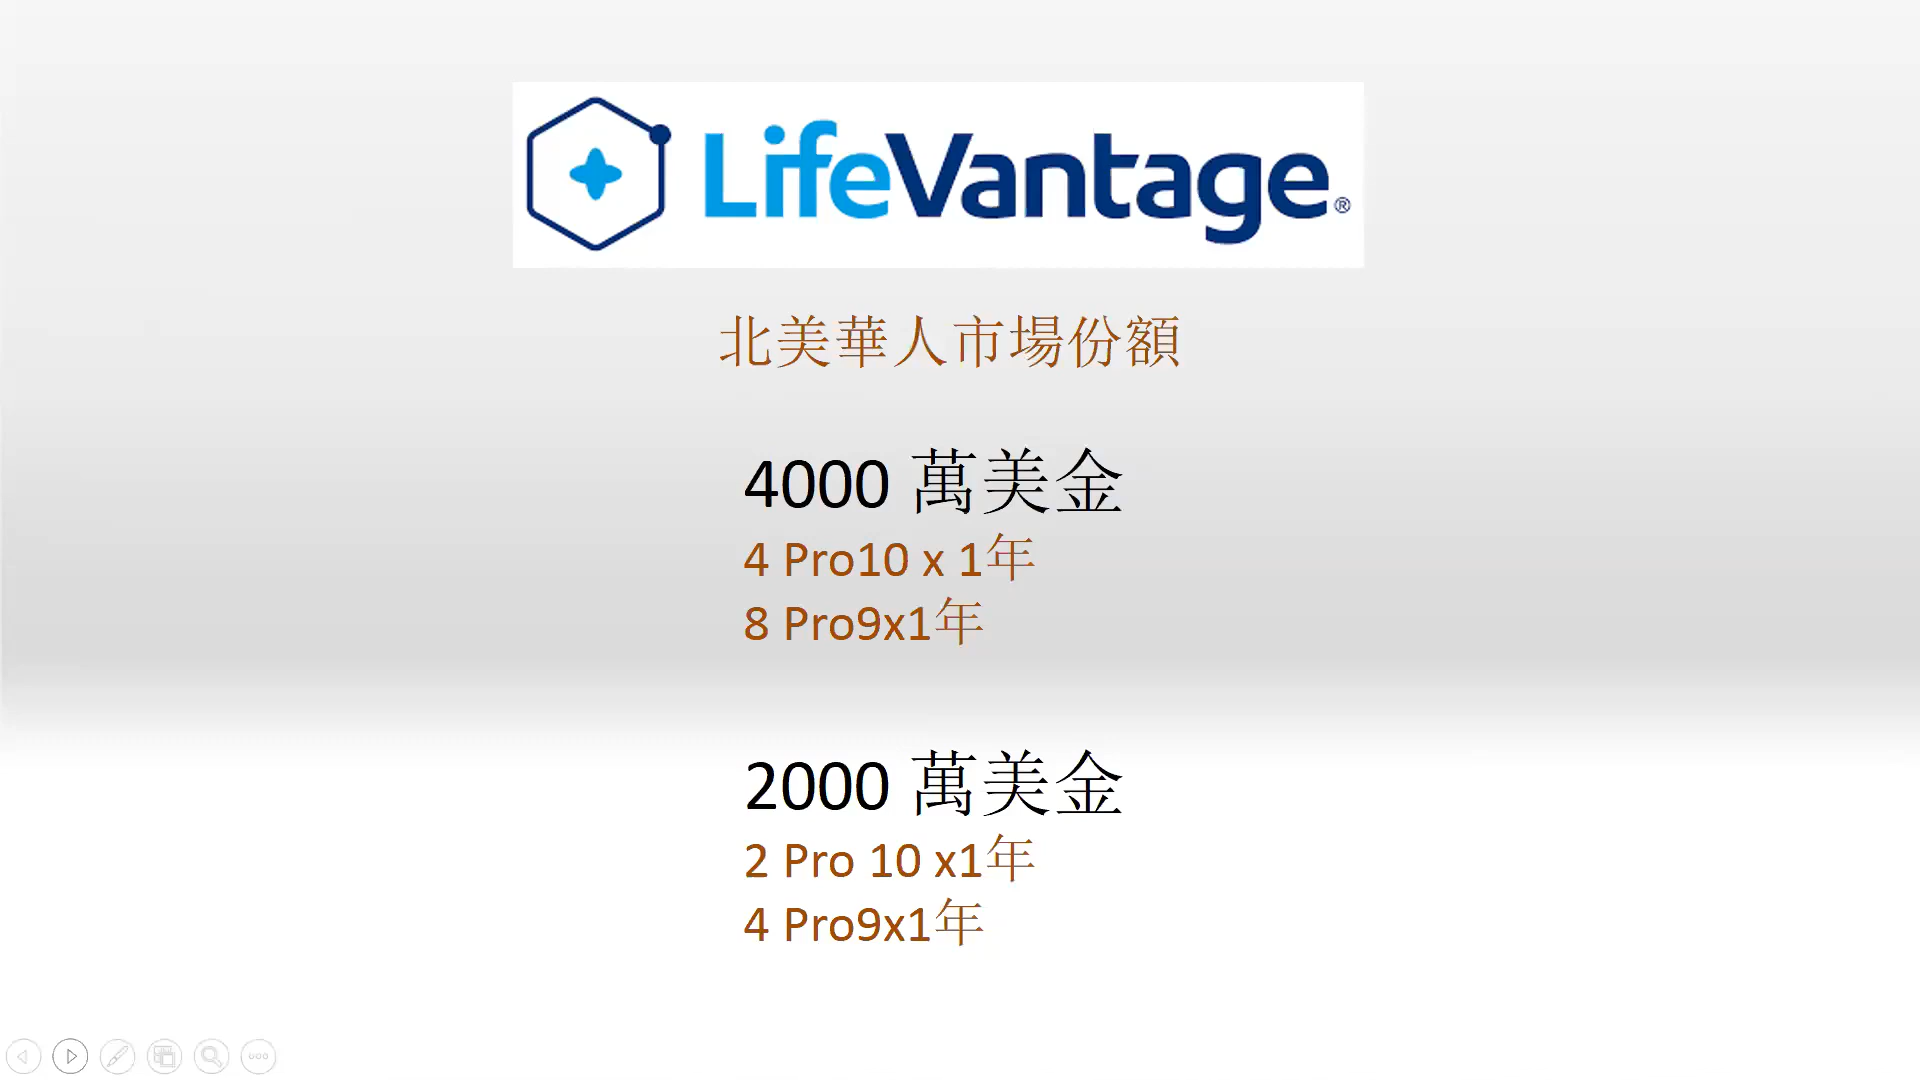 LifeVantage®
北美華人市場份額
4000 萬美金
4 Pro10 x 1年
8 Pro9x1年
2000 萬美金
2 Pro 10 x1年
4 Pro9x1年